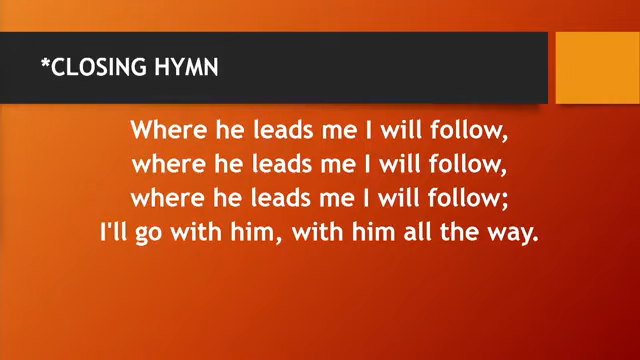 *CLOSING HYMN
Where he leads me I will follow,
where he leads me I will follow,
where he leads me I will follow;
I'll go with him, with him all the way.